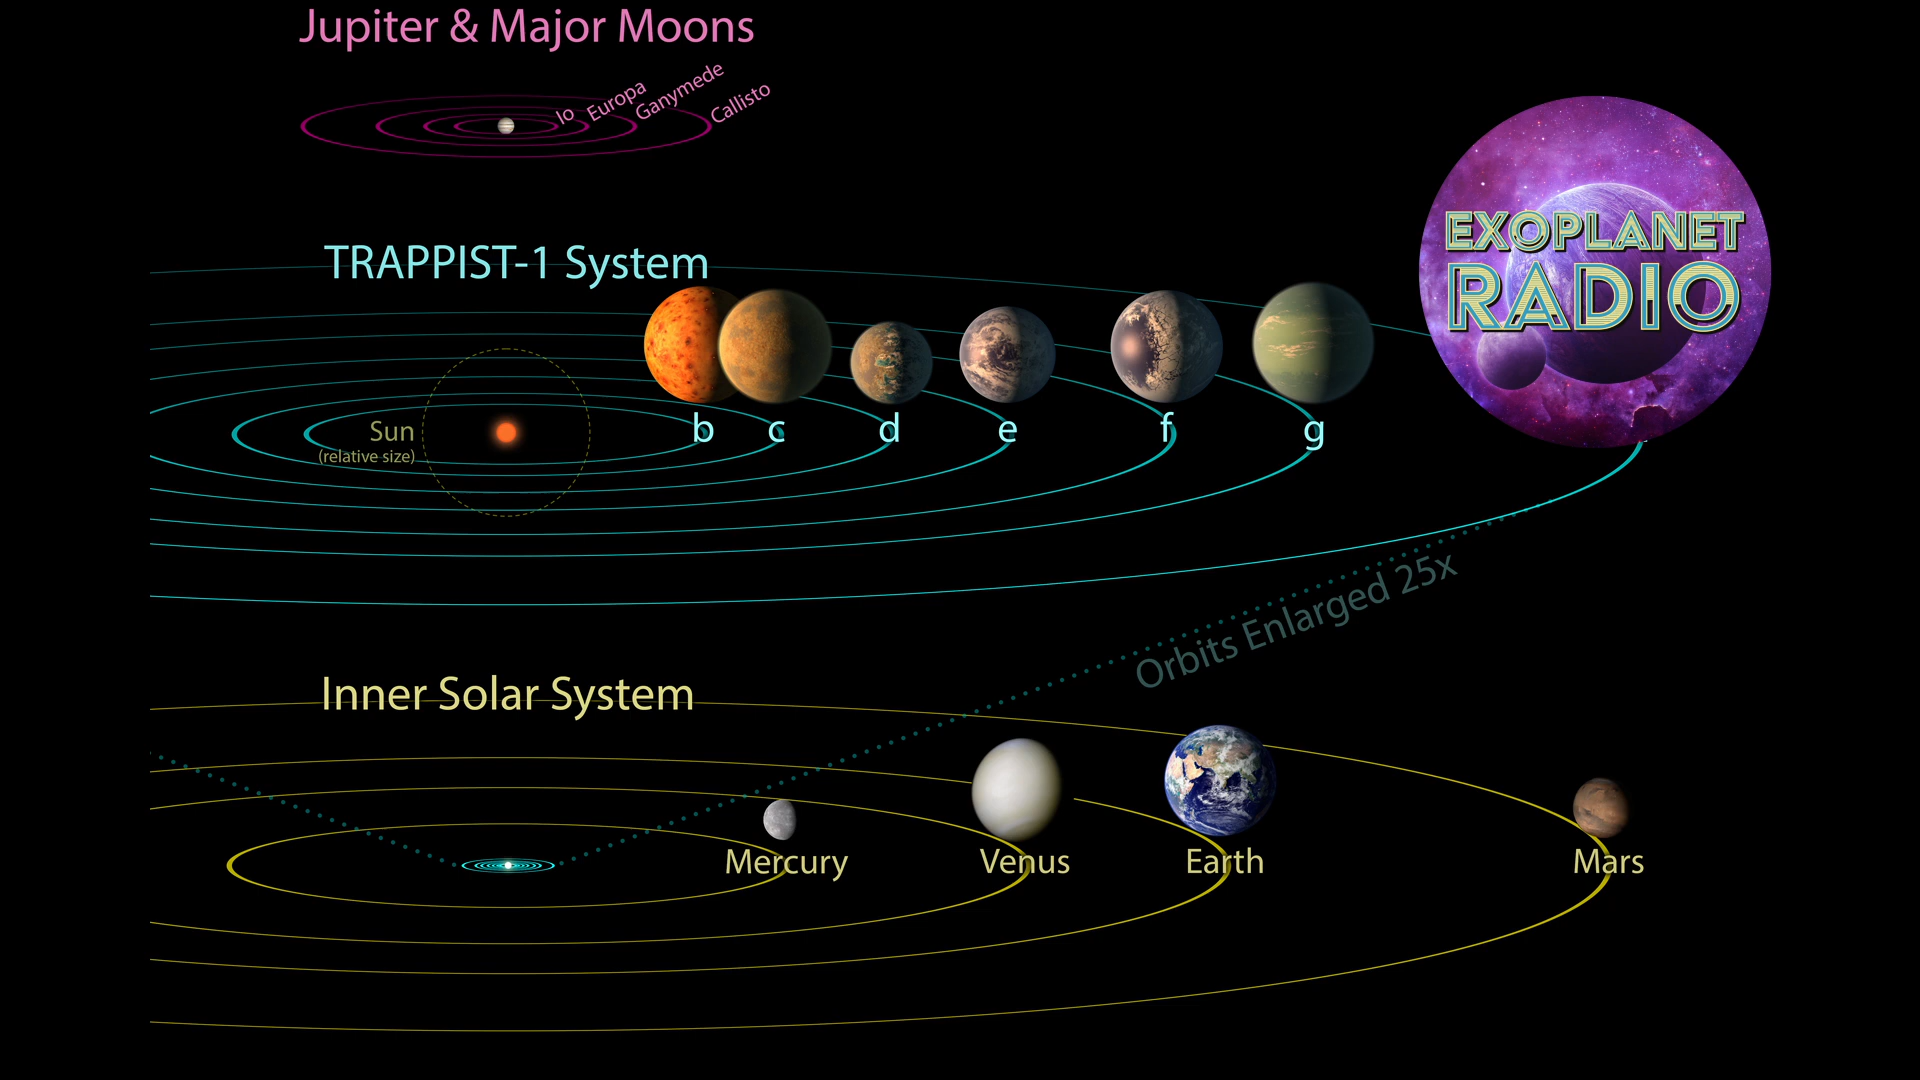 Jupiter & Major Moons
Io
Europa
Ganymede
Callisto
EXOPLANET
RADIO
TRAPPIST-1 System
Sun
(relative size)
b
c
d
e
f
g
Orbits Enlarged 25x
Inner Solar System
Mercury
Venus
Earth
Mars